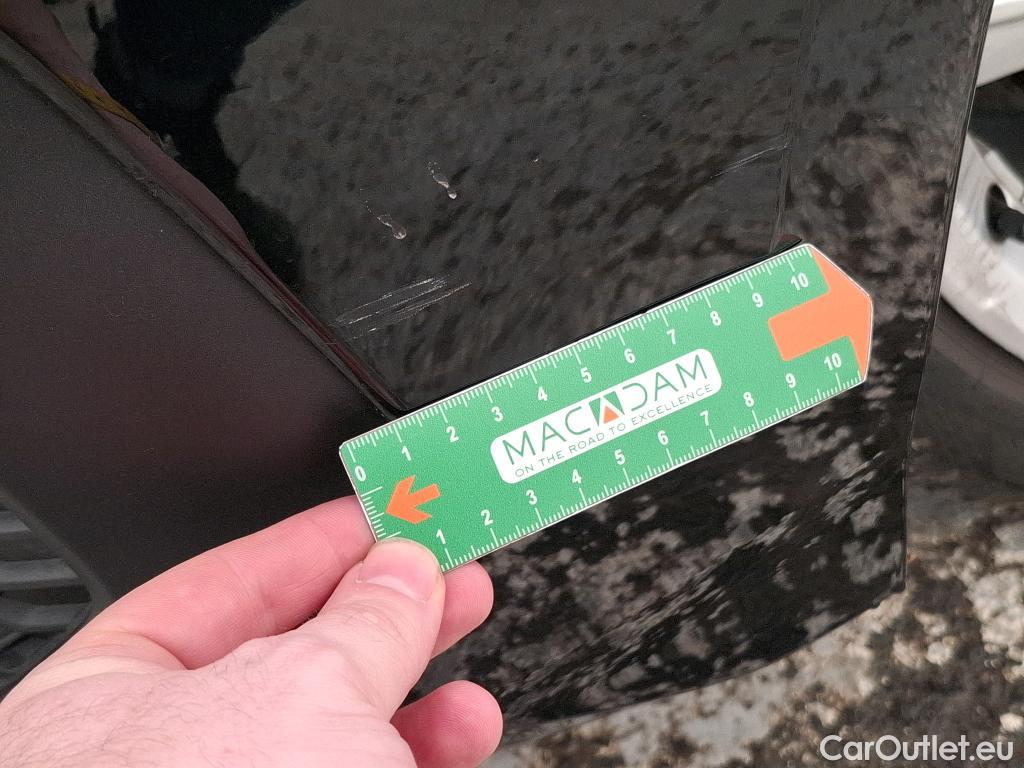 0 1 2 3 4 5 6 7 8 9 10
MACADAM
ON THE ROAD TO EXCELLENCE
1 2 3 4 5 6 7 8 9 10
CarOutlet.eu